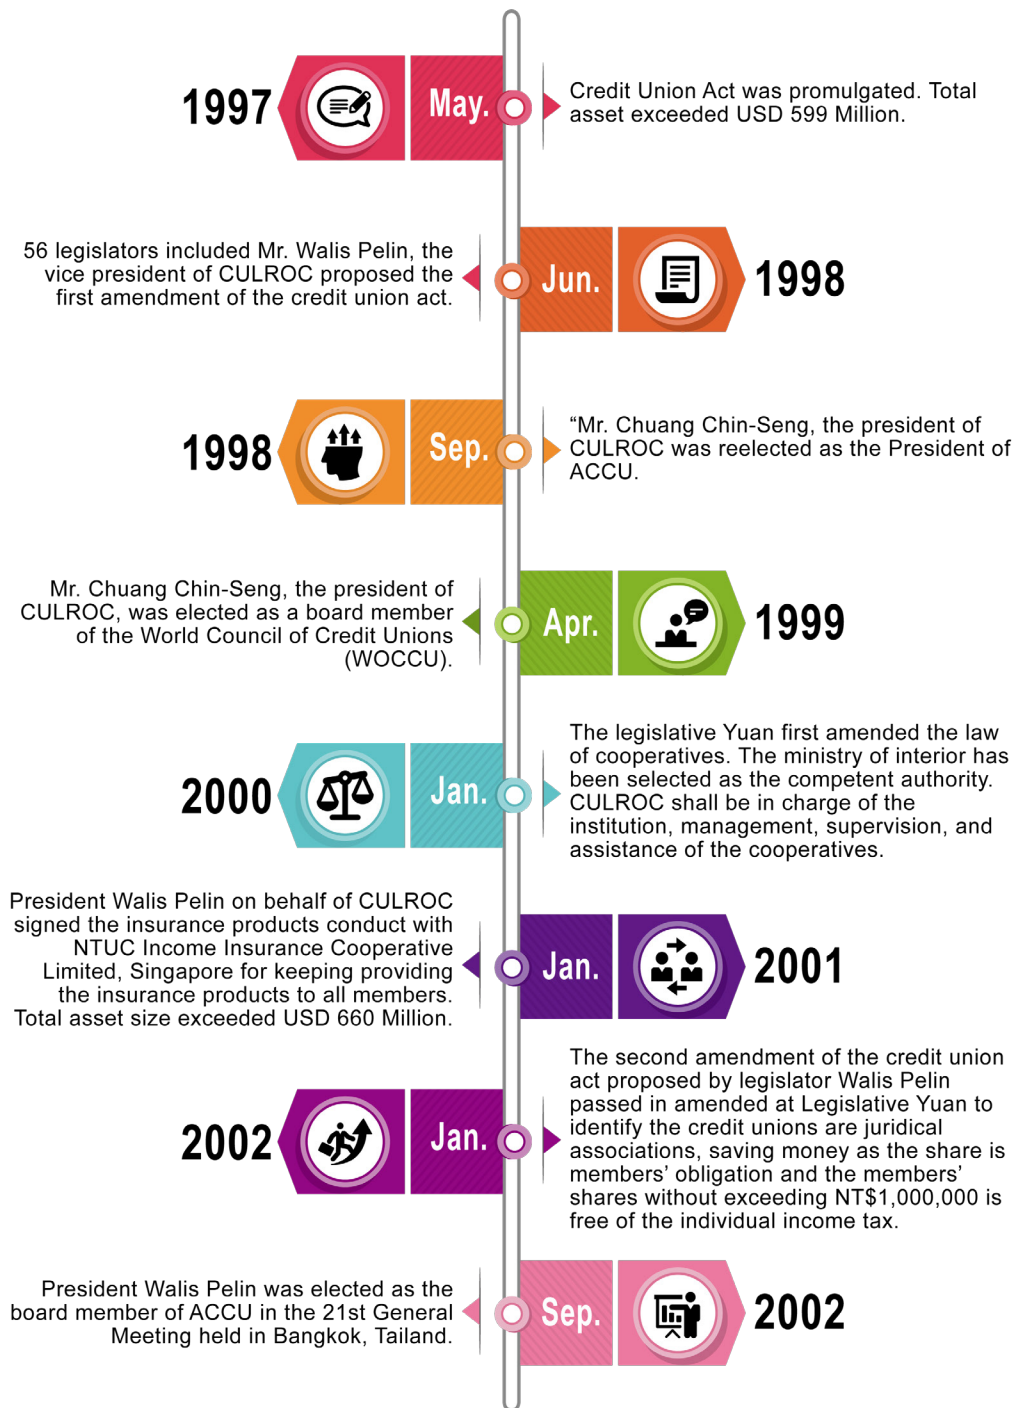 1997
May.
Credit Union Act was promulgated. Total
asset exceeded USD 599 Million.
56 legislators included Mr. Walis Pelin, the
vice president of CULROC proposed the
first amendment of the credit union act.
Jun.
1998
1998
Sep.
“Mr. Chuang Chin-Seng, the president of
CULROC was reelected as the President of
ACCU.
Mr. Chuang Chin-Seng, the president of
CULROC, was elected as a board member
of the World Council of Credit Unions
(WOCCU).
Apr.
1999
2000
Jan.
The legislative Yuan first amended the law
of cooperatives. The ministry of interior has
been selected as the competent authority.
CULROC shall be in charge of the
institution, management, supervision, and
assistance of the cooperatives.
President Walis Pelin on behalf of CULROC
signed the insurance products conduct with
NTUC Income Insurance Cooperative
Limited, Singapore for keeping providing
the insurance products to all members.
Total asset size exceeded USD 660 Million.
Jan.
2001
2002
Jan.
The second amendment of the credit union
act proposed by legislator Walis Pelin
passed in amended at Legislative Yuan to
identify the credit unions are juridical
associations, saving money as the share is
members’ obligation and the members’
shares without exceeding NT$1,000,000 is
free of the individual income tax.
President Walis Pelin was elected as the
board member of ACCU in the 21st General
Meeting held in Bangkok, Tailand.
Sep.
2002